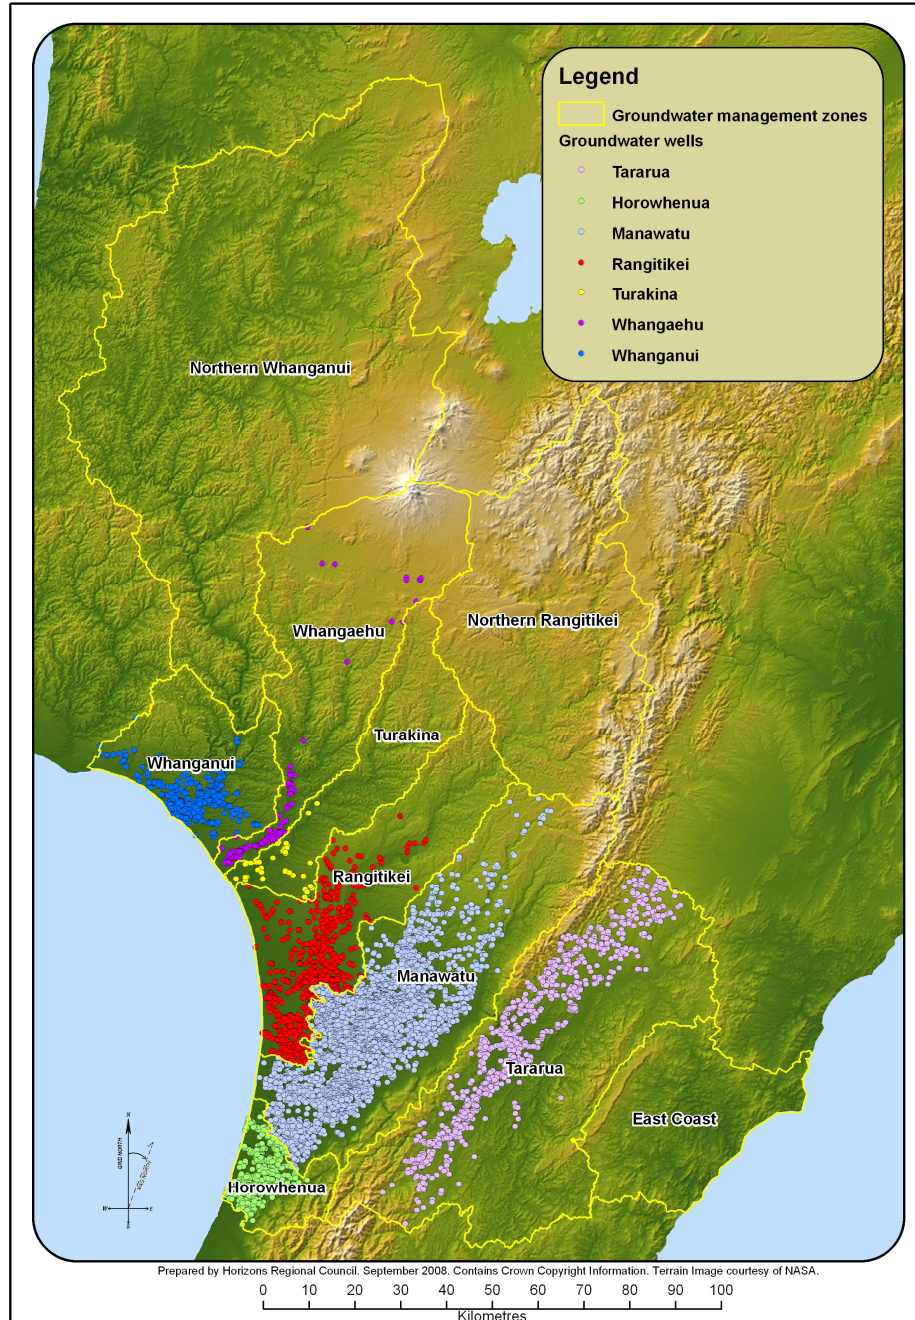 Legend
Groundwater management zones
Groundwater wells
Tararua
Horowhenua
Manawatu
Rangitikei
Turakina
Whangaehu
Whanganui
Northern Whanganui
Whangaehu
Northern Rangitikei
Turakina
Whanganui
Rangitikei
Manawatu
Tararua
East Coast
Horowhenua
N
GRID NORTH
W
E
S
Prepared by Horizons Regional Council. September 2008. Contains Crown Copyright Information. Terrain Image courtesy of NASA.
0 10 20 30 40 50 60 70 80 90 100
Kilometres